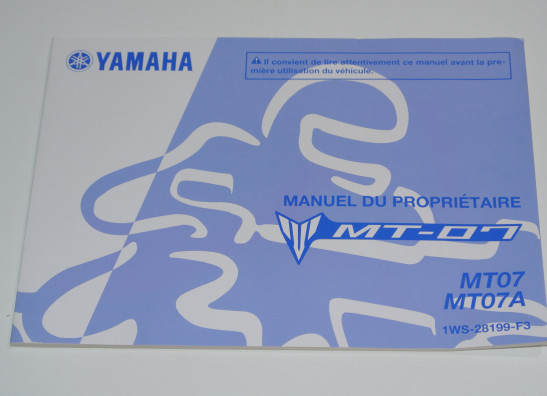 YAMAHA
⚠ Il convient de lire attentivement ce manuel avant la pre-
mière utilisation du véhicule.
MANUEL DU PROPRIÉTAIRE
MT-07
MT07
MT07A
1WS-28199-F3